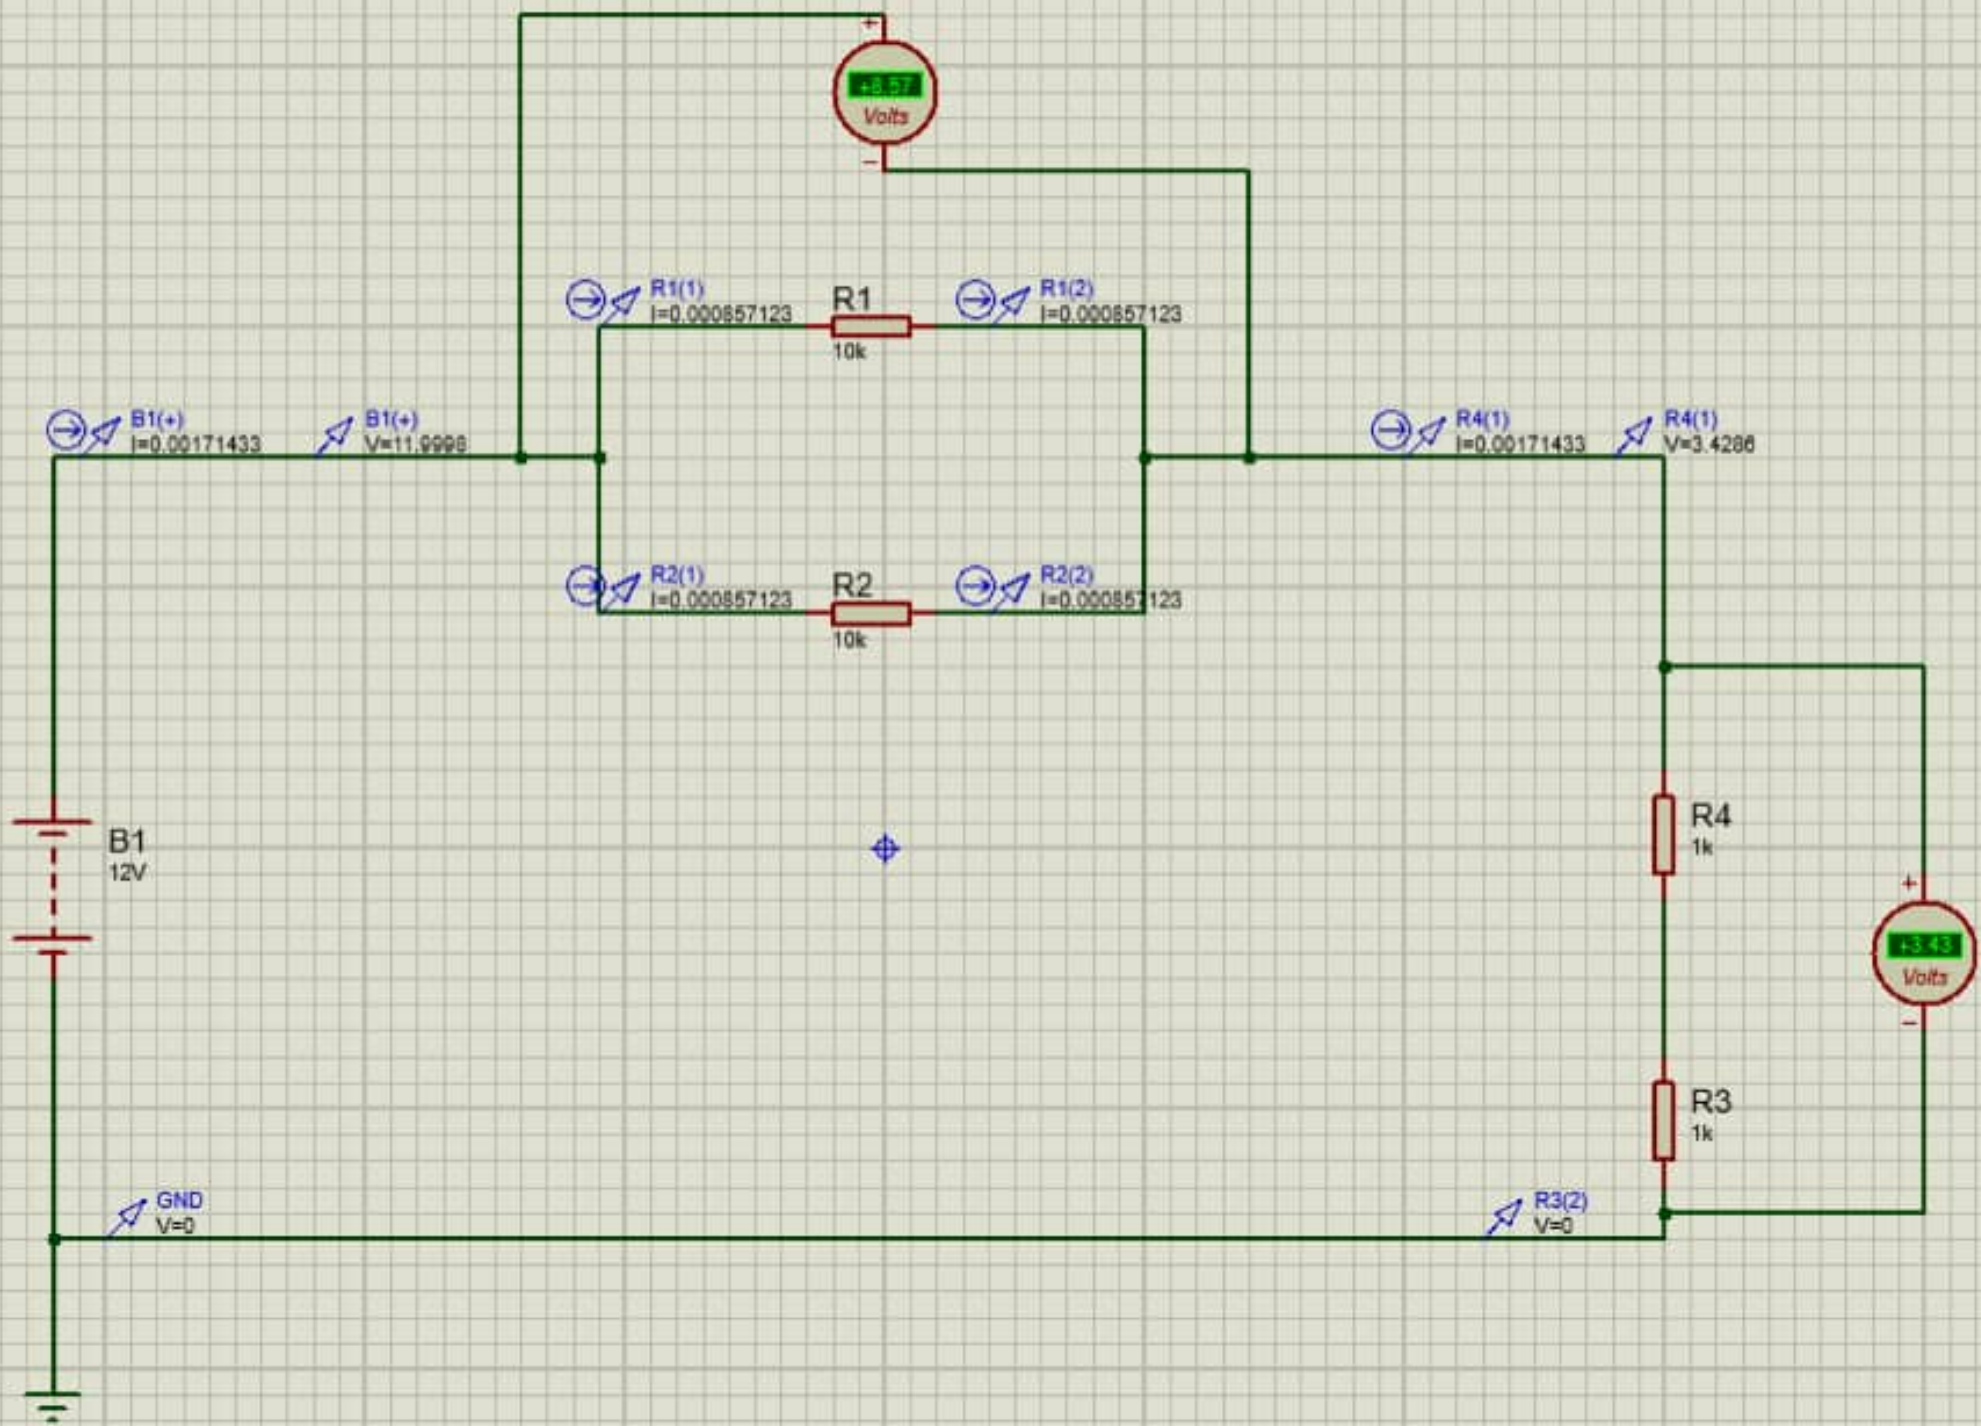 +
+8.57
Volts
−
R1(1)
I=0.000857123
R1
10k
R1(2)
I=0.000857123
B1(+)
I=0.00171433
B1(+)
V=11.9998
R4(1)
I=0.00171433
R4(1)
V=3.4286
R2(1)
I=0.000857123
R2
10k
R2(2)
I=0.000857123
B1
12V
R4
1k
+
+3.43
Volts
−
R3
1k
GND
V=0
R3(2)
V=0